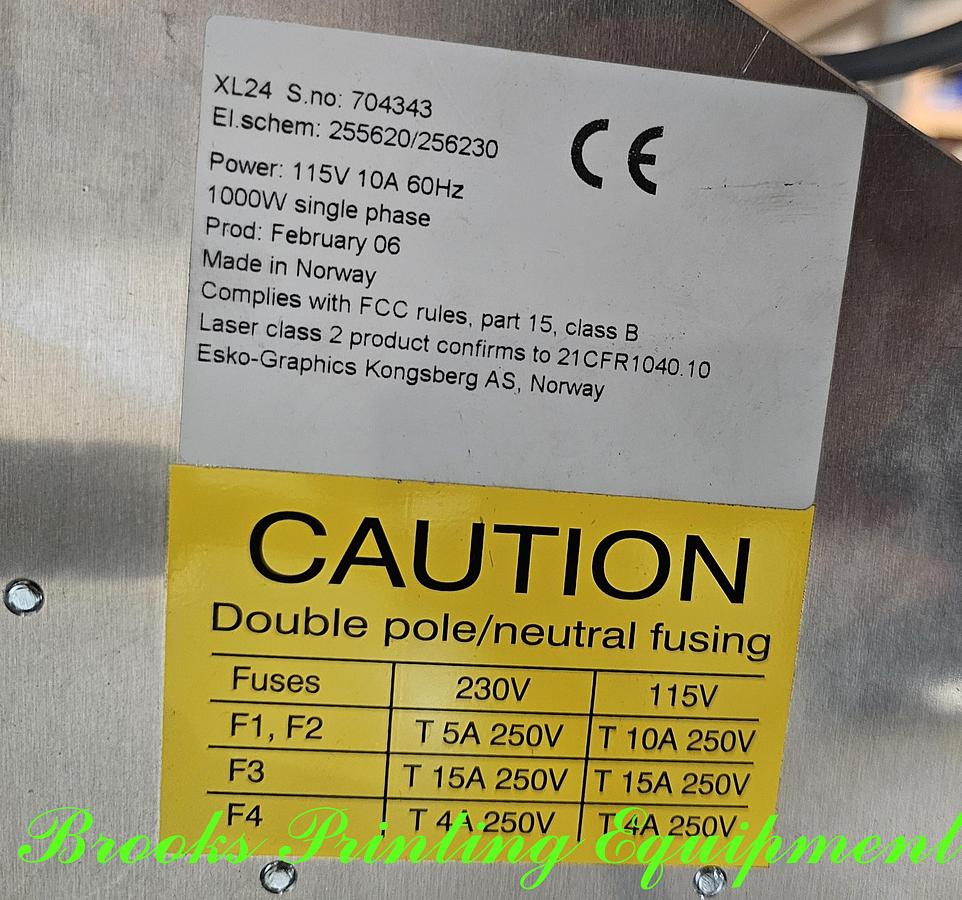 XL24 S.no: 704343
El.schem: 255620/256230
CE
Power: 115V 10A 60Hz
1000W single phase
Prod: February 06
Made in Norway
Complies with FCC rules, part 15, class B
Laser class 2 product confirms to 21CFR1040.10
Esko-Graphics Kongsberg AS, Norway
CAUTION
Double pole/neutral fusing
Fuses 230V 115V
F1, F2 T 5A 250V T 10A 250V
F3 T 15A 250V T 15A 250V
F4 T 4A 250V T 4A 250V
Brooks Printing Equipment